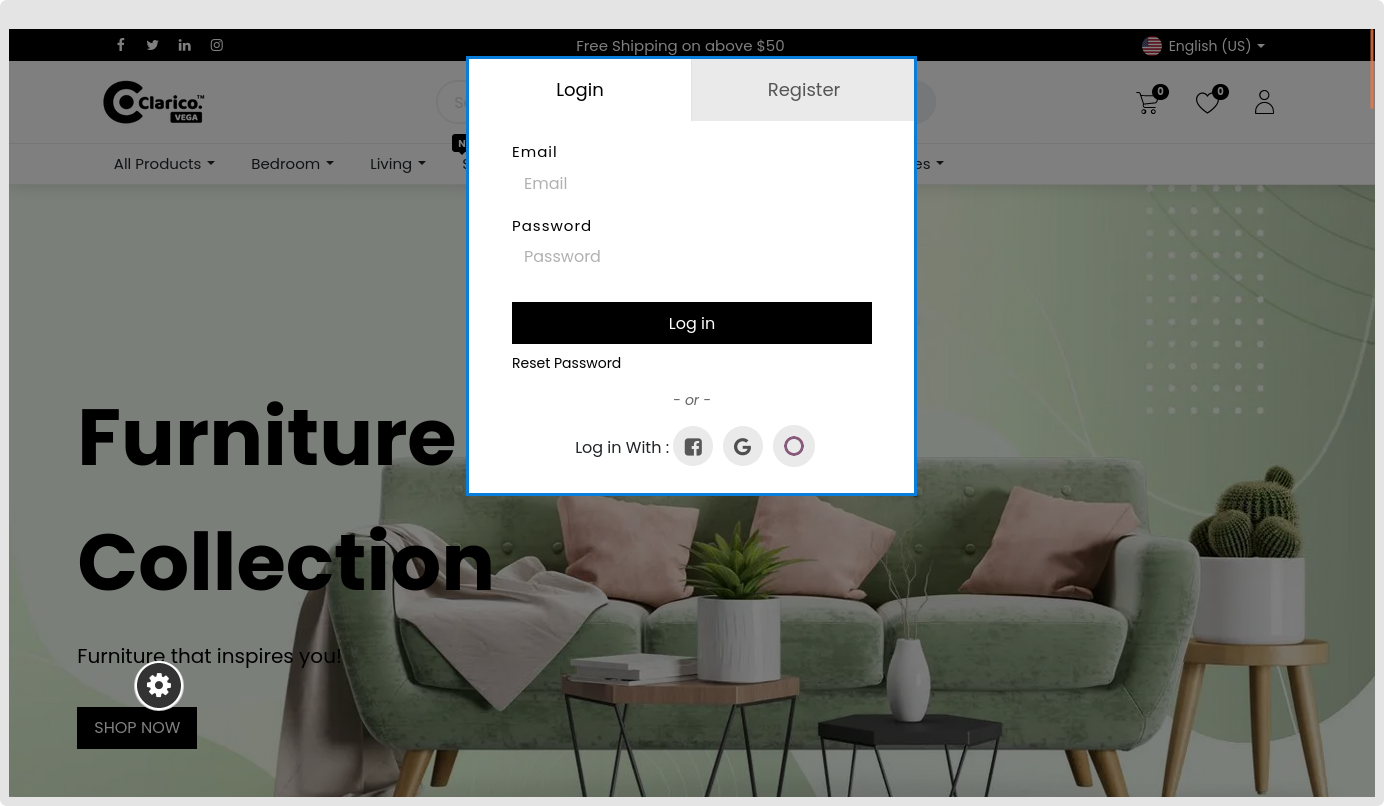 Free Shipping on above $50
English (US)
Clarico.™
VEGA
0
0
All Products
Bedroom
Living
Login
Register
Email
Email
Password
Password
Log in
Reset Password
- or -
Log in With :
Furniture
Collection
Furniture that inspires you!
SHOP NOW